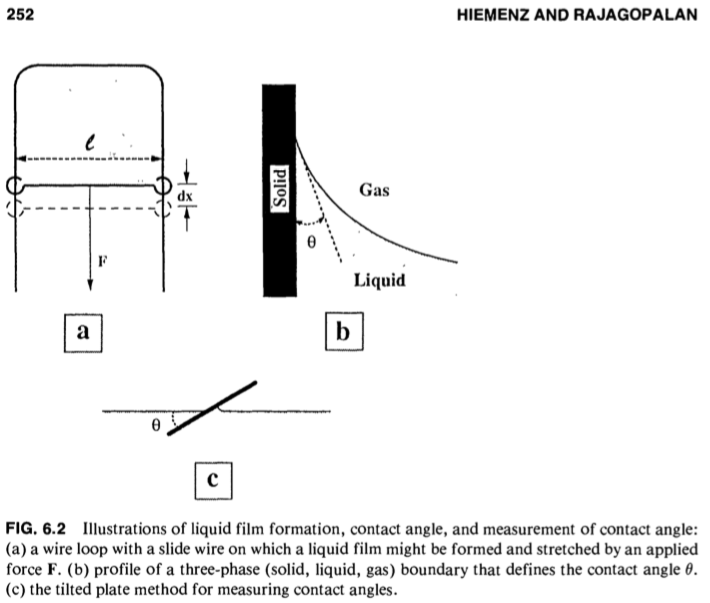 252
HIEMENZ AND RAJAGOPALAN
ℓ
dx
F
a
Solid
Gas
θ
Liquid
b
θ
c
FIG. 6.2 Illustrations of liquid film formation, contact angle, and measurement of contact angle:
(a) a wire loop with a slide wire on which a liquid film might be formed and stretched by an applied
force F. (b) profile of a three-phase (solid, liquid, gas) boundary that defines the contact angle θ.
(c) the tilted plate method for measuring contact angles.